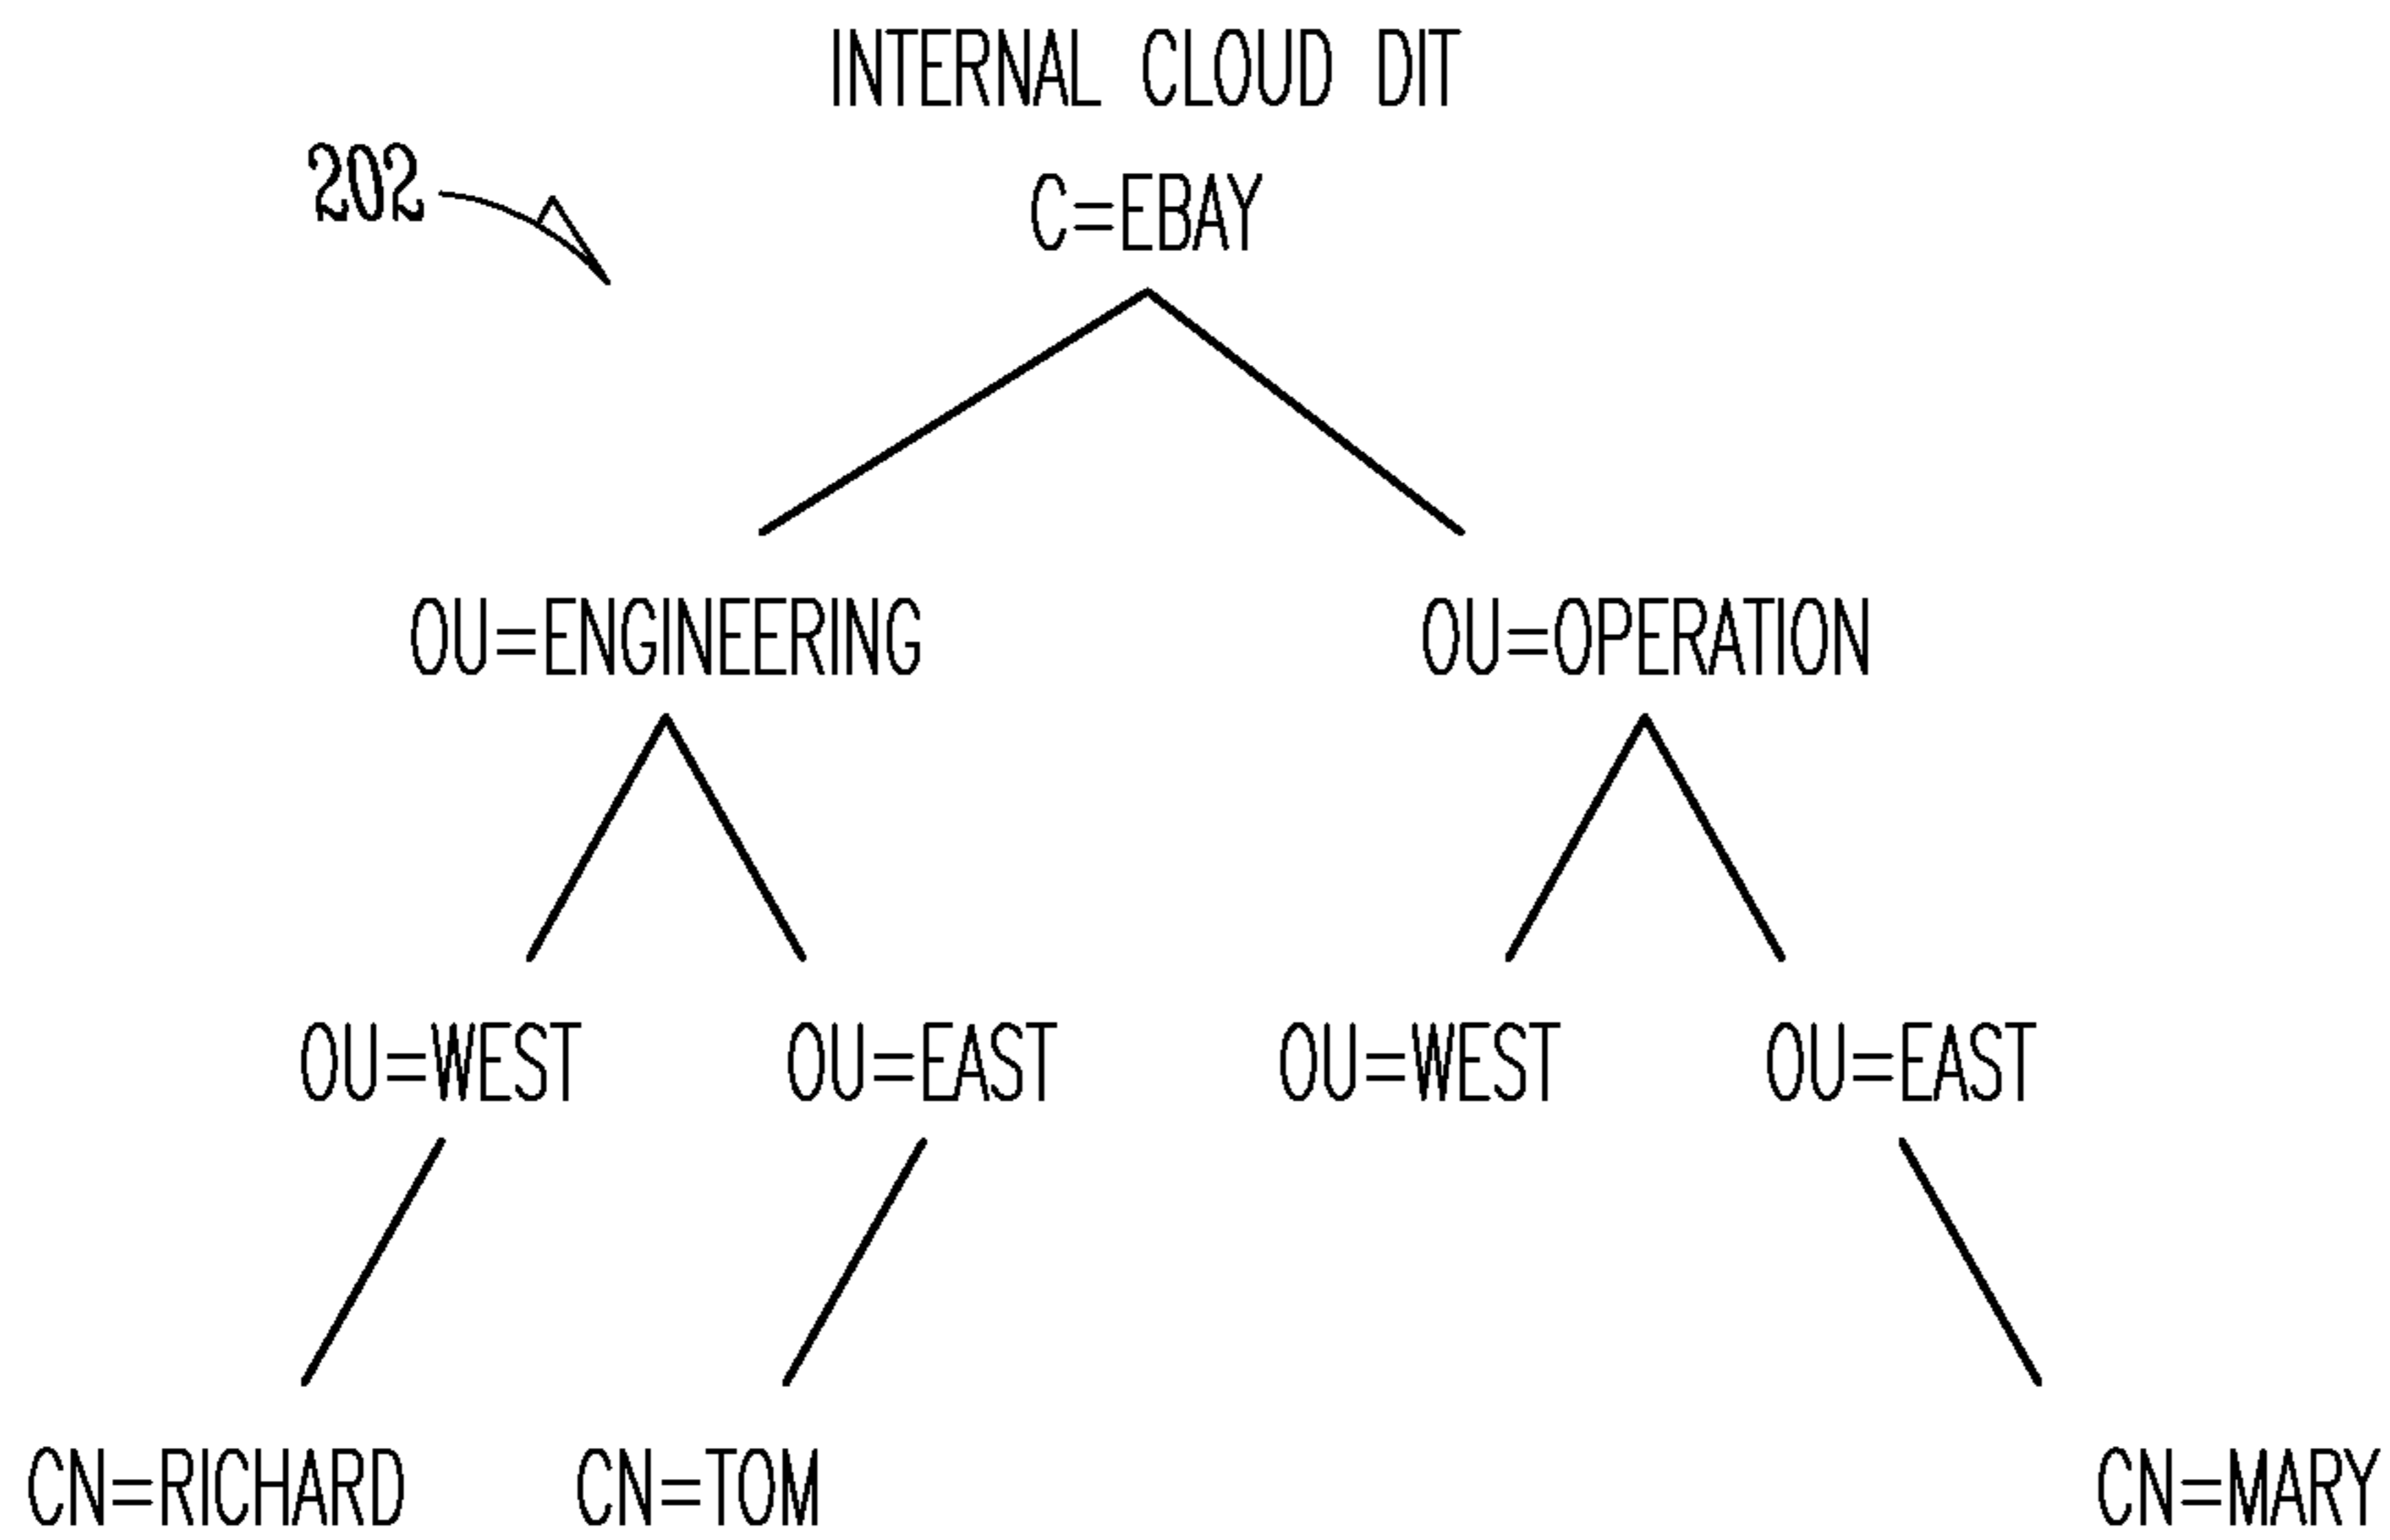 INTERNAL CLOUD DIT
202
C=EBAY
OU=ENGINEERING OU=OPERATION
OU=WEST OU=EAST OU=WEST OU=EAST
CN=RICHARD CN=TOM CN=MARY